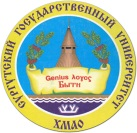 СУРГУТСКИЙ ГОСУДАРСТВЕННЫЙ УНИВЕРСИТЕТ
Genius λογος
Бытн
ХМАО